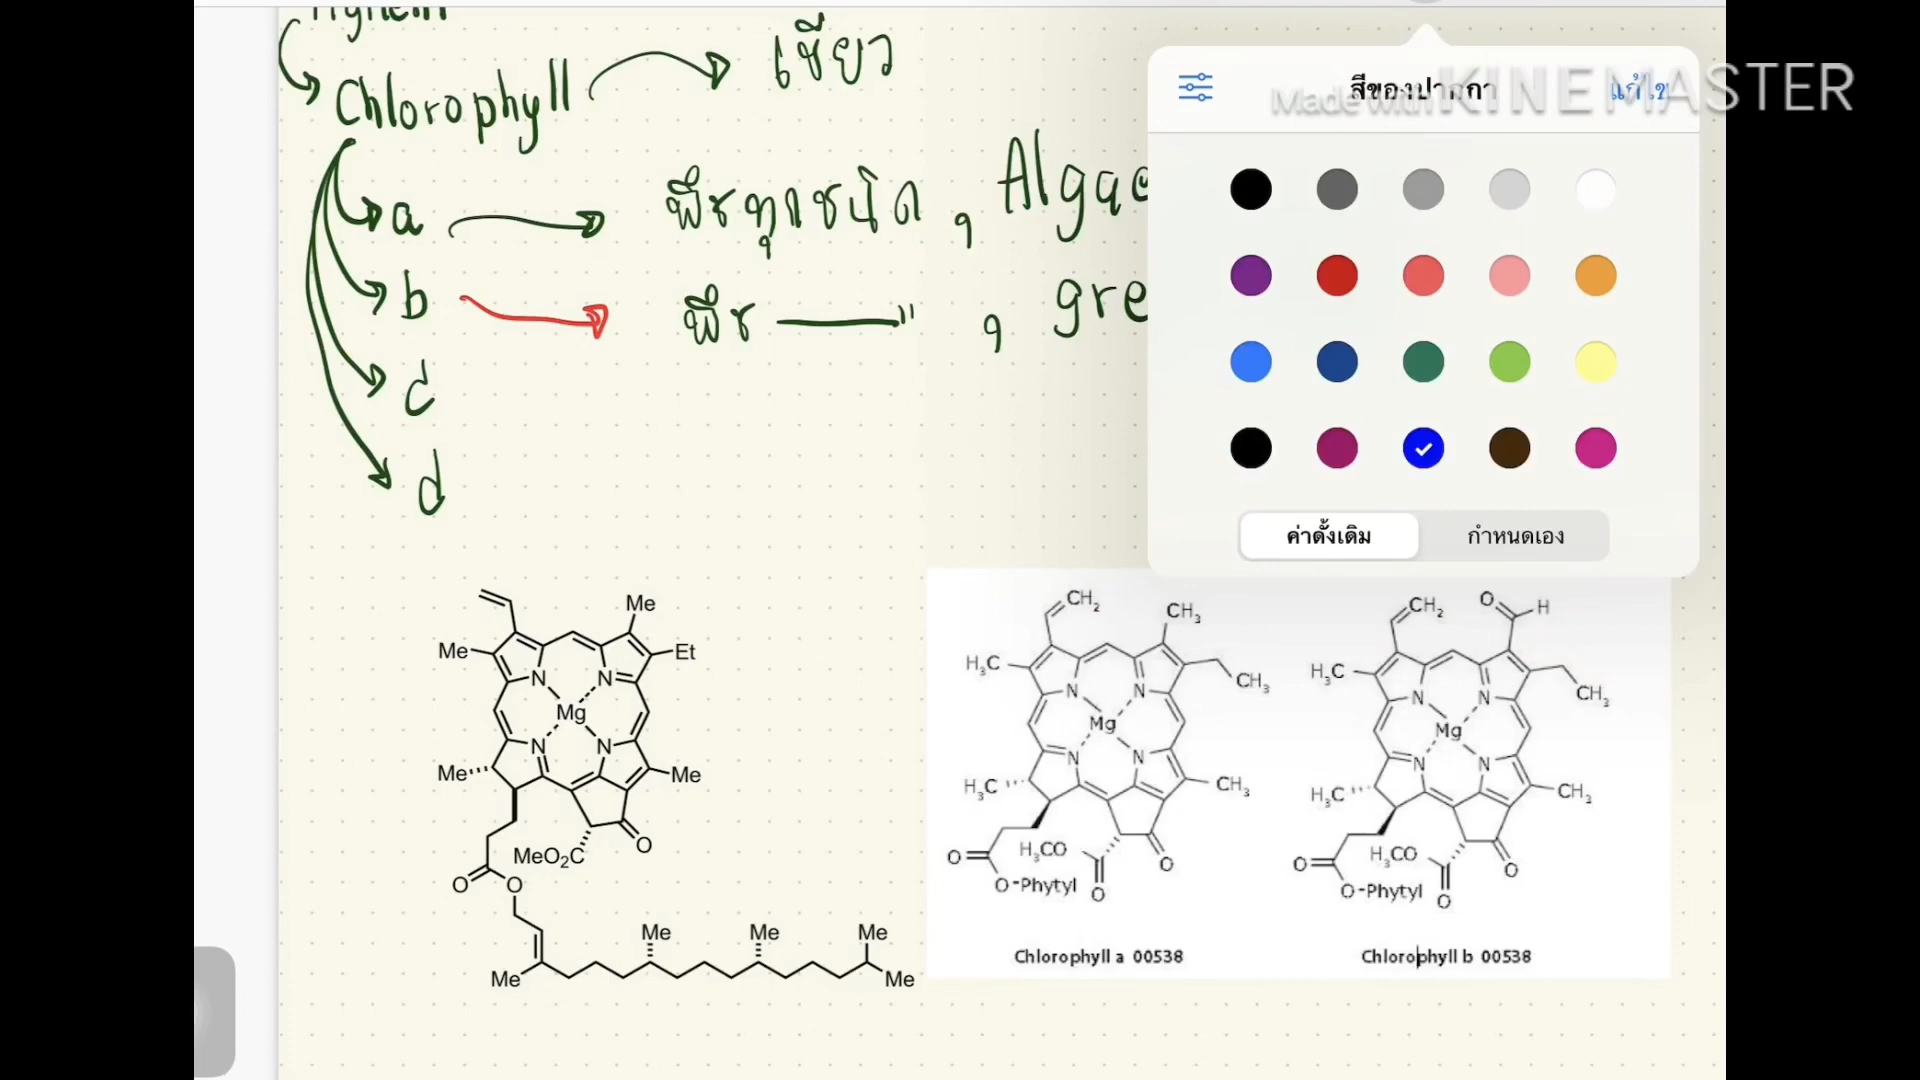 Chlorophyll เขียว
a พืชทุกชนิด , Algae
b พืช ——" , gre
c
d
Made with KINEMASTER
สีของปากกา แก้ไข
ค่าดั้งเดิม กำหนดเอง
Me
Me Et
N N
Mg
N N
Me Me
MeO2C O
O O
Me Me Me
Me Me
CH2 CH3
H3C CH3
N N
Mg
N N
H3C CH3
O H3CO O
O-Phytyl O
Chlorophyll a 00538
CH2 O H
H3C CH3
N N
Mg
N N
H3C CH3
O H3CO O
O-Phytyl O
Chlorophyll b 00538